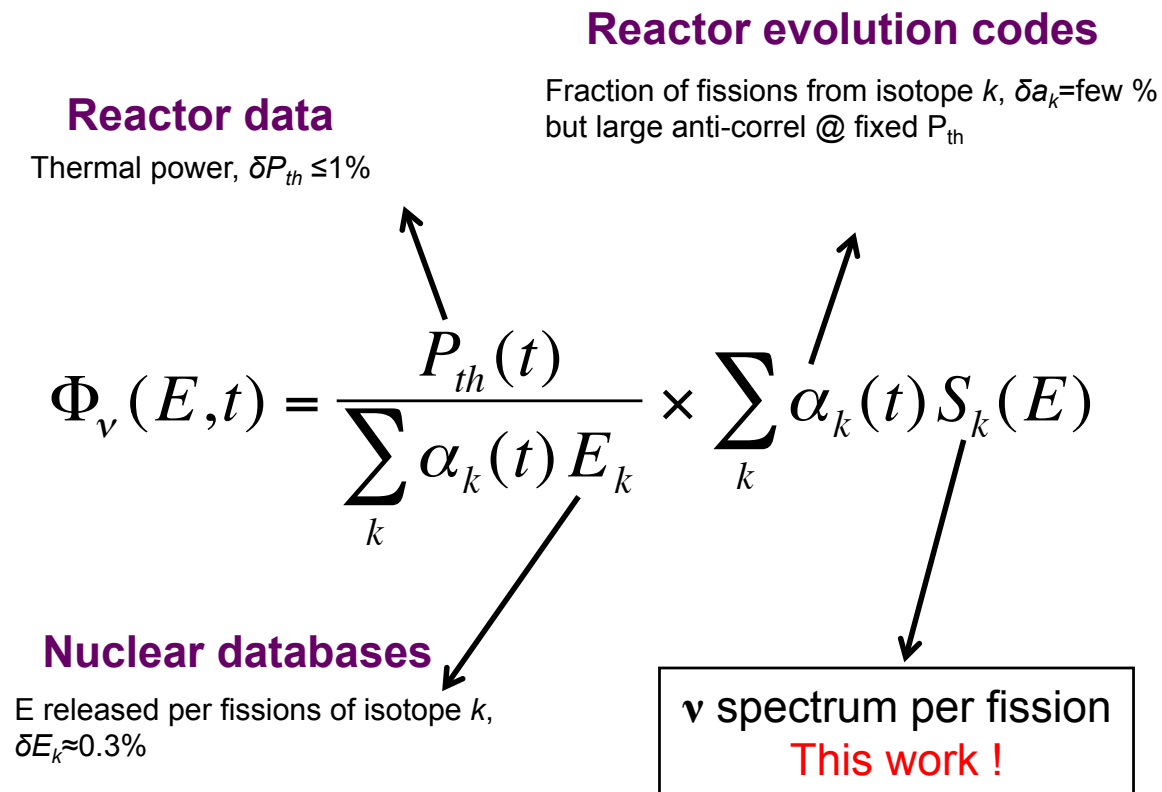 Reactor evolution codes
Fraction of fissions from isotope k, δa_k=few %
but large anti-correl @ fixed P_th
Reactor data
Thermal power, δP_th ≤1%
Φ_ν(E,t) = P_th(t) / ∑_k α_k(t) E_k × ∑_k α_k(t) S_k(E)
Nuclear databases
E released per fissions of isotope k,
δE_k≈0.3%
ν spectrum per fission
This work !